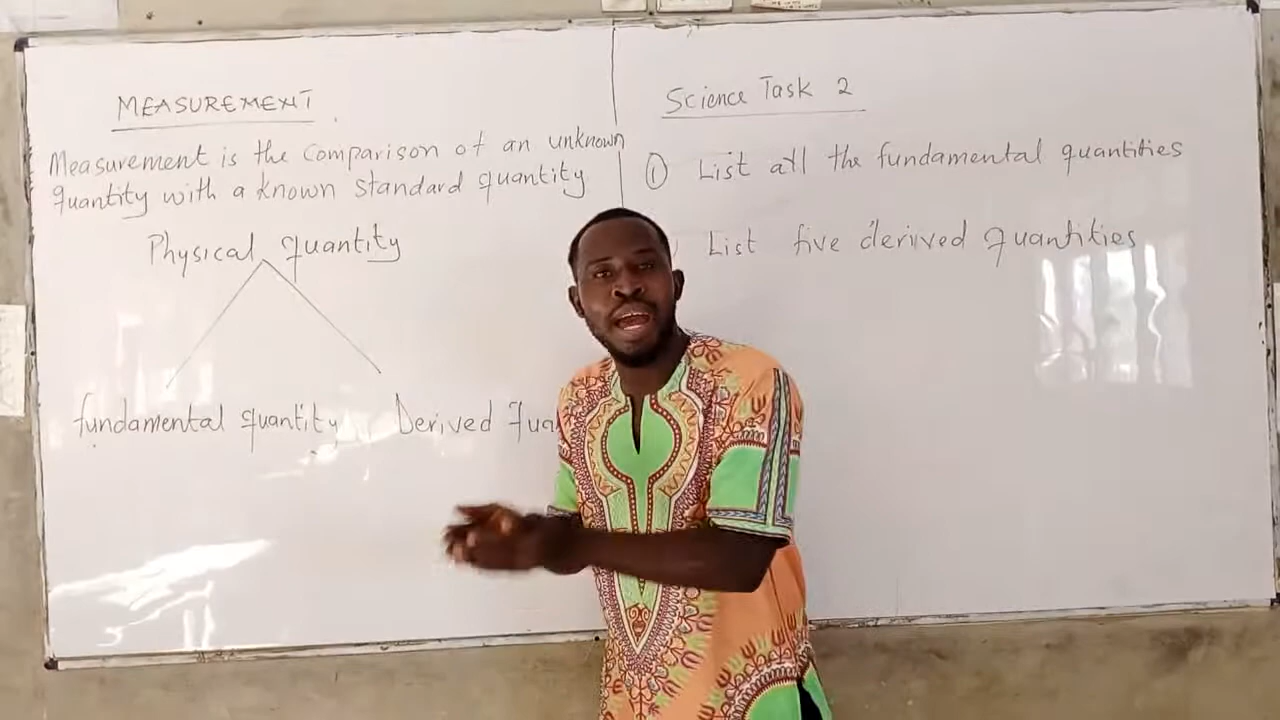 MEASUREMENT
Measurement is the comparison of an unknown
quantity with a known standard quantity
Physical quantity
fundamental quantity Derived
Science Task 2
① List all the fundamental quantities
List five derived quantities